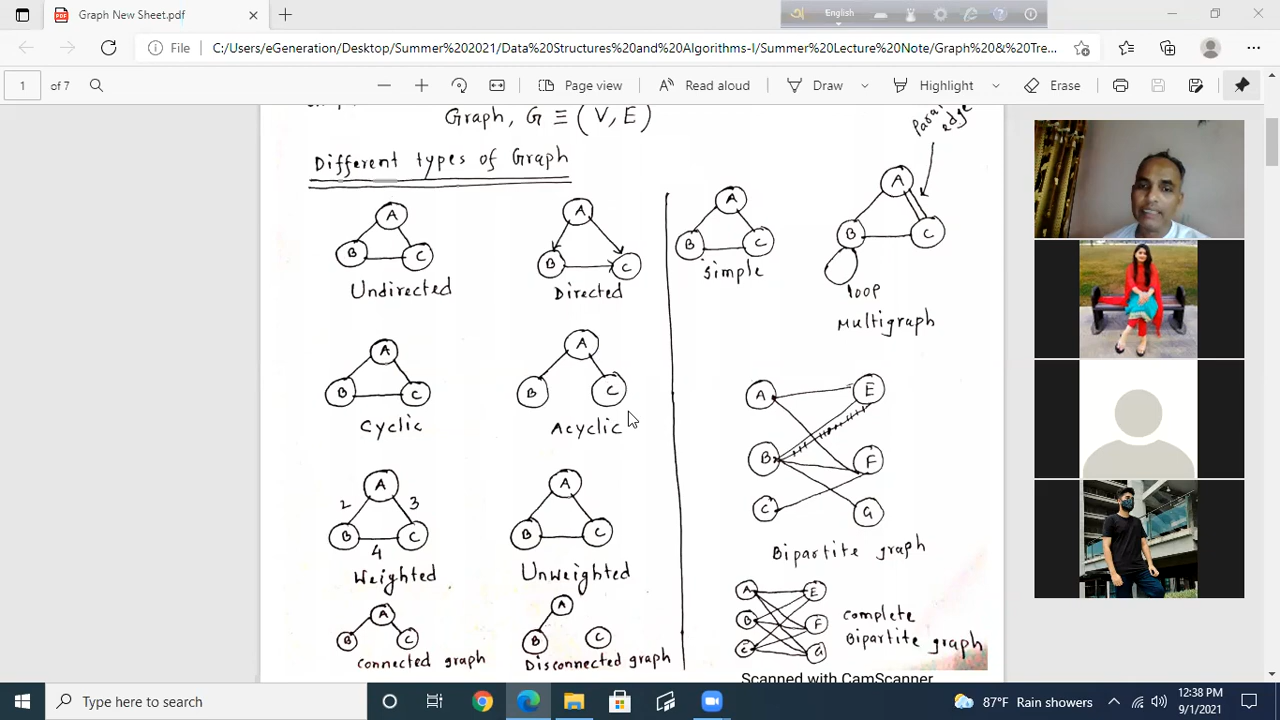 Graph New Sheet.pdf
English
File
C:/Users/eGeneration/Desktop/Summer%202021/Data%20Structures%20and%20Algorithms-I/Summer%20Lecture%20Note/Graph%20&%20Tre...
1 of 7
Page view
Read aloud
Draw
Highlight
Erase
Graph, G ≡ (V, E)
edge
Different types of Graph
A B C
Undirected
A B C
Directed
A B C
Simple
A B C
loop
Multigraph
A B C
Cyclic
A B C
Acyclic
A B C
2 3 4
Weighted
A B C
Unweighted
A E
B F
C G
Bipartite graph
A B C
Connected graph
A B C
Disconnected graph
A E
B F
C G
Complete
Bipartite graph
Scanned with CamScanner
Type here to search
87°F Rain showers
12:38 PM
9/1/2021